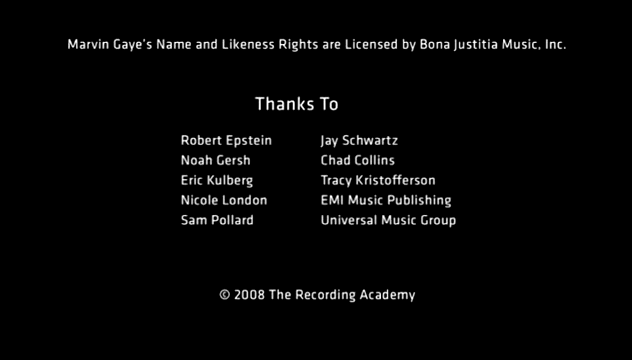 Marvin Gaye's Name and Likeness Rights are Licensed by Bona Justitia Music, Inc.
Thanks To
Robert Epstein
Noah Gersh
Eric Kulberg
Nicole London
Sam Pollard
Jay Schwartz
Chad Collins
Tracy Kristofferson
EMI Music Publishing
Universal Music Group
© 2008 The Recording Academy